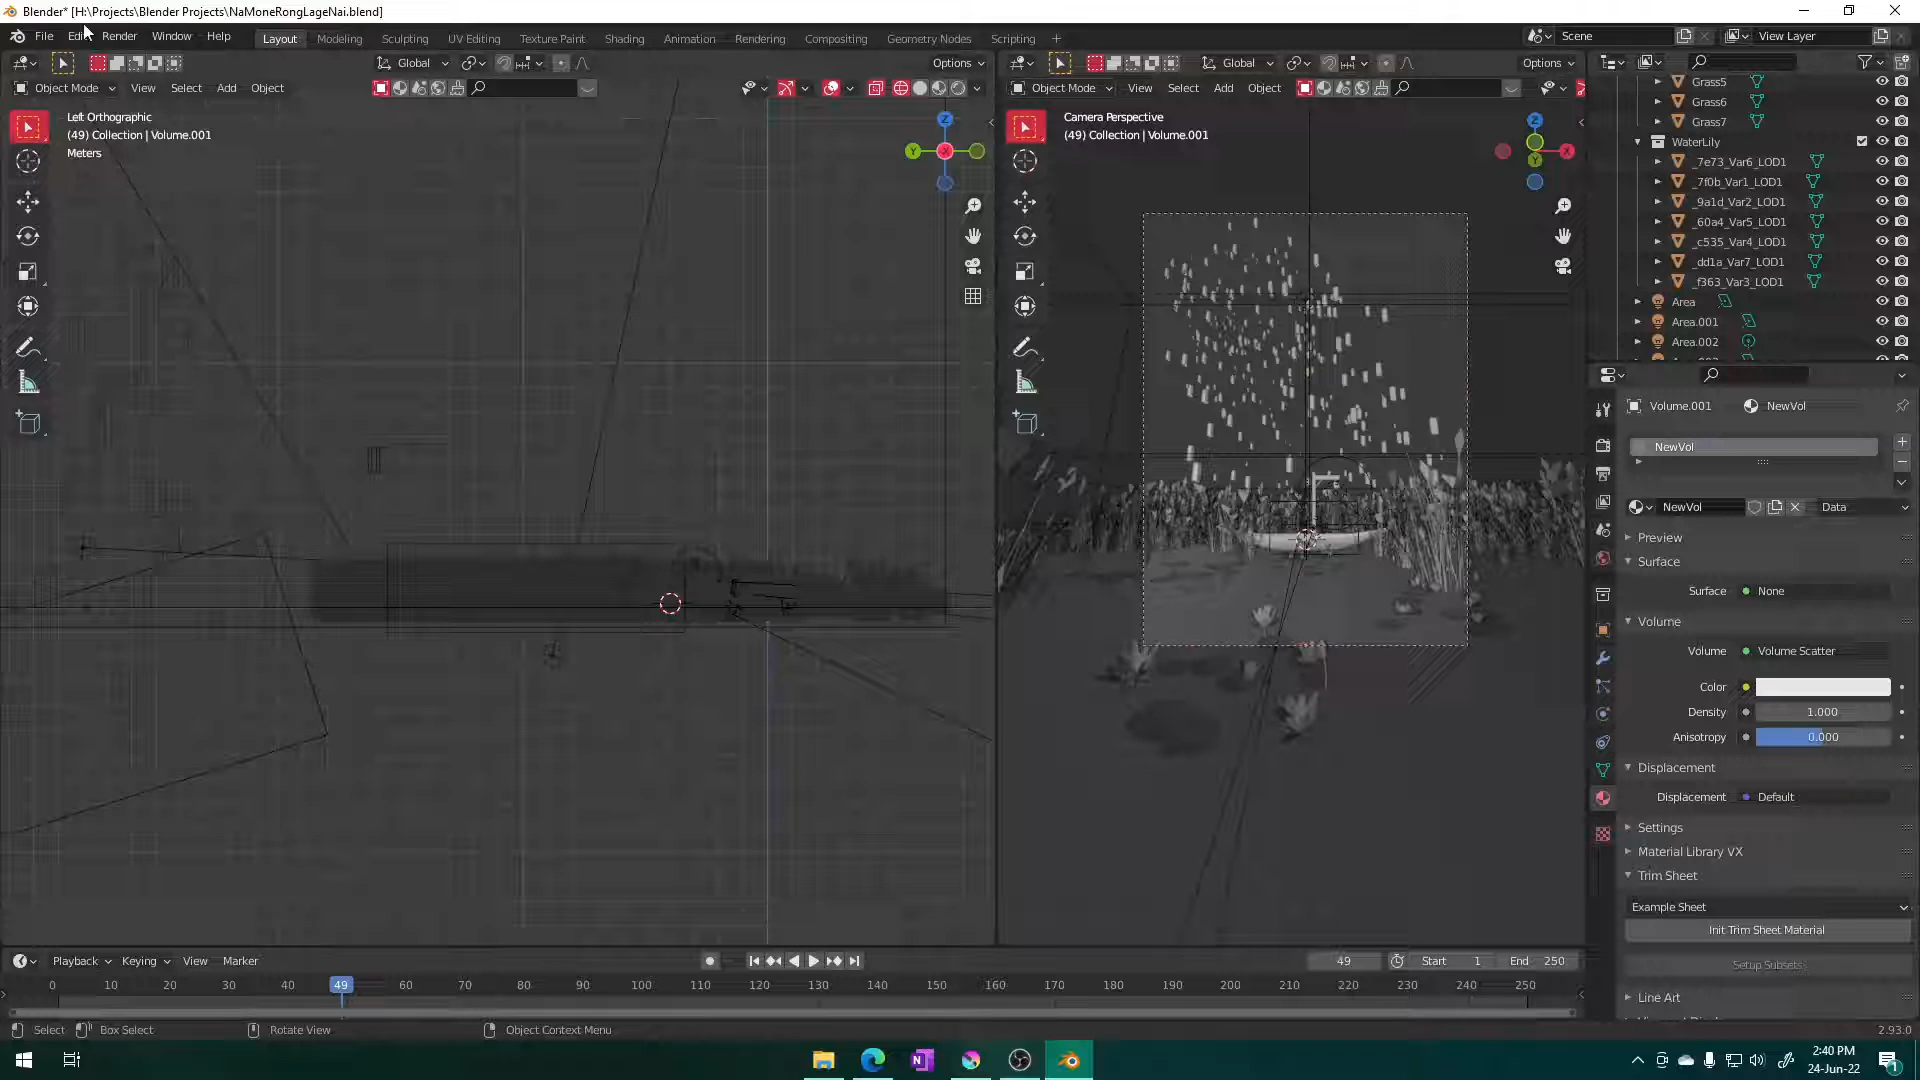 Blender* [H:\Projects\Blender Projects\NaMoneRongLageNai.blend]
File Edit Render Window Help Layout Modeling Sculpting UV Editing Texture Paint Shading Animation Rendering Compositing Geometry Nodes Scripting Scene View Layer
Global Options Global Options
Object Mode View Select Add Object Object Mode View Select Add Object
Left Orthographic
(49) Collection | Volume.001
Meters
Camera Perspective
(49) Collection | Volume.001
Grass5
Grass6
Grass7
WaterLily
_7e73_Var6_LOD1
_7f0b_Var1_LOD1
_9a1d_Var2_LOD1
_60a4_Var5_LOD1
_c535_Var4_LOD1
_dd1a_Var7_LOD1
_f363_Var3_LOD1
Area
Area.001
Area.002
Volume.001 NewVol
NewVol
NewVol Data
Preview
Surface
Surface None
Volume
Volume Volume Scatter
Color
Density 1.000
Anisotropy 0.000
Displacement
Displacement Default
Settings
Material Library VX
Trim Sheet
Example Sheet
Init Trim Sheet Material
Setup Subsets
Line Art
Playback Keying View Marker 49 Start 1 End 250
0 10 20 30 40 49 60 70 80 90 100 110 120 130 140 150 160 170 180 190 200 210 220 230 240 250
Select Box Select Rotate View Object Context Menu 2.93.0
2:40 PM
24-Jun-22